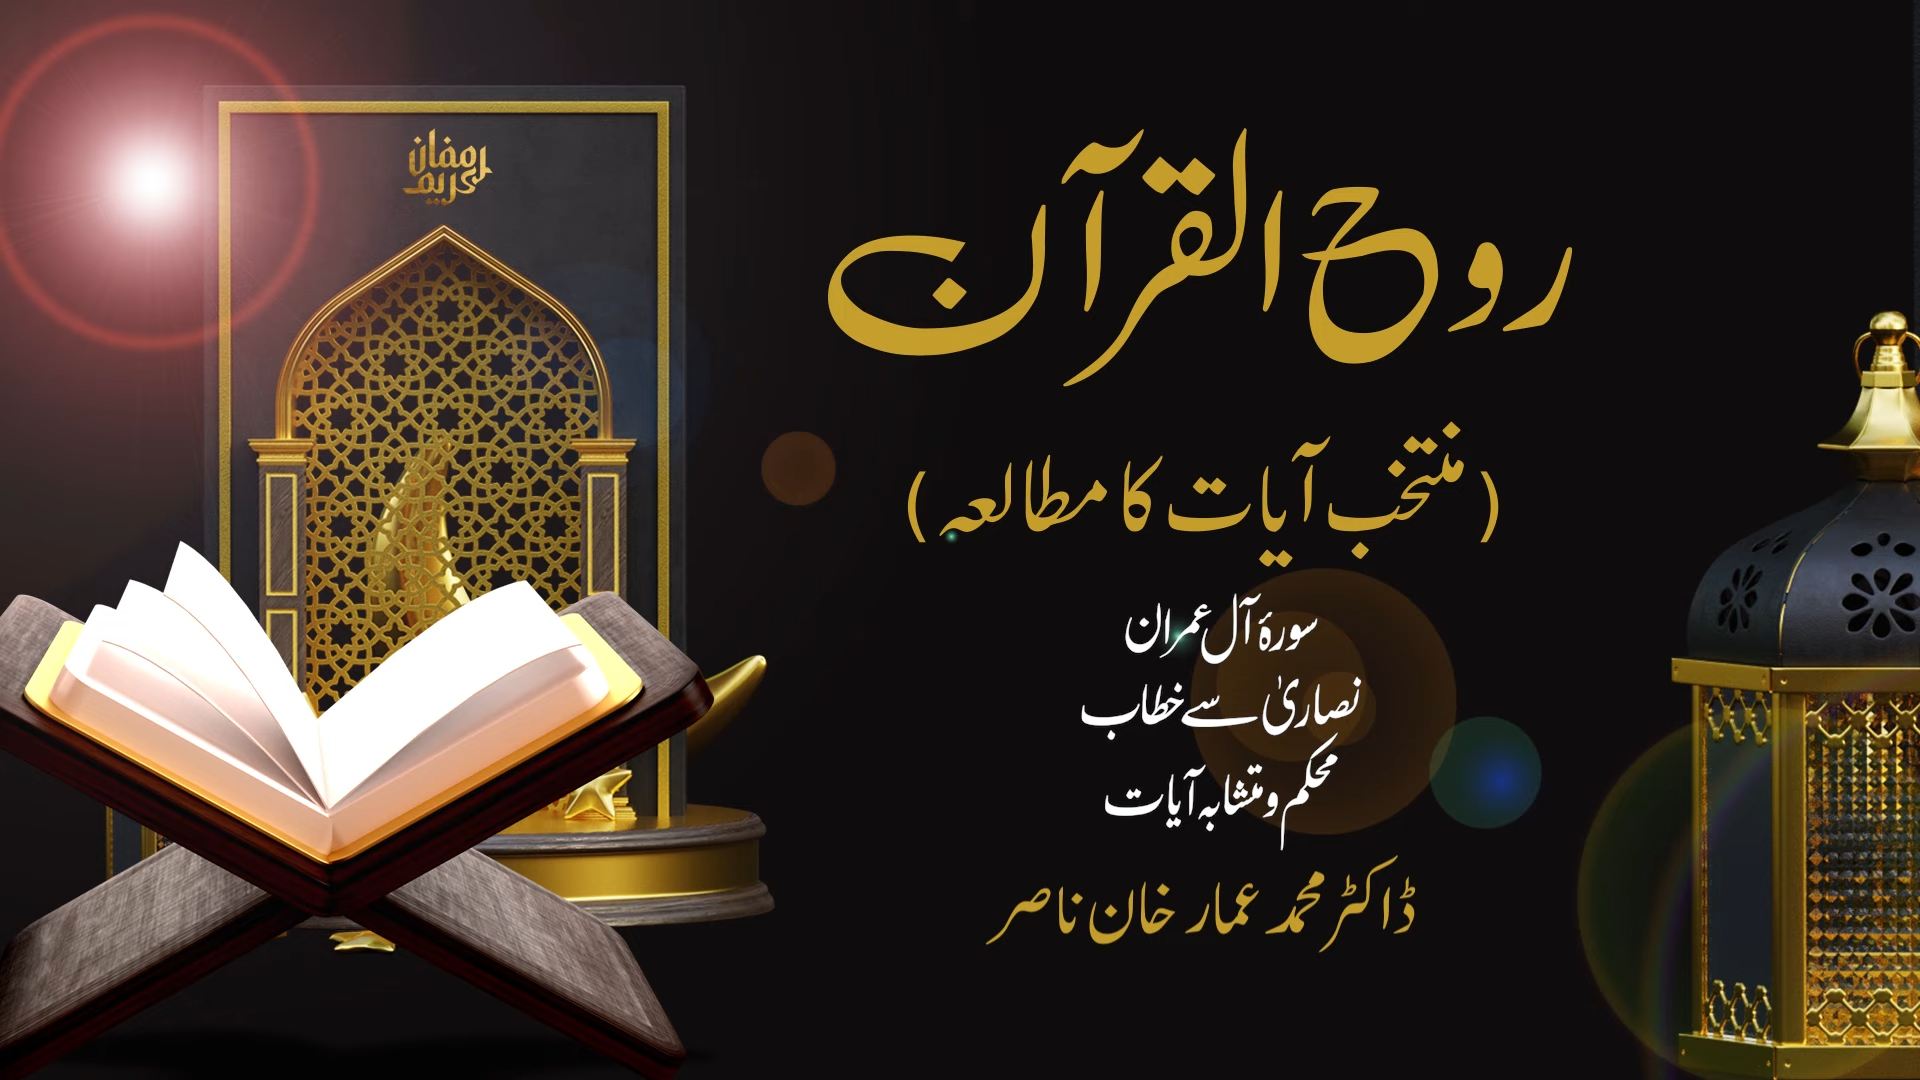 رمضان
كريم
روح القرآن
(منتخب آیات کا مطالعہ)
سورۂ آل عمران
نصاریٰ سے خطاب
محکم و متشابہ آیات
ڈاکٹر محمد عمار خان ناصر